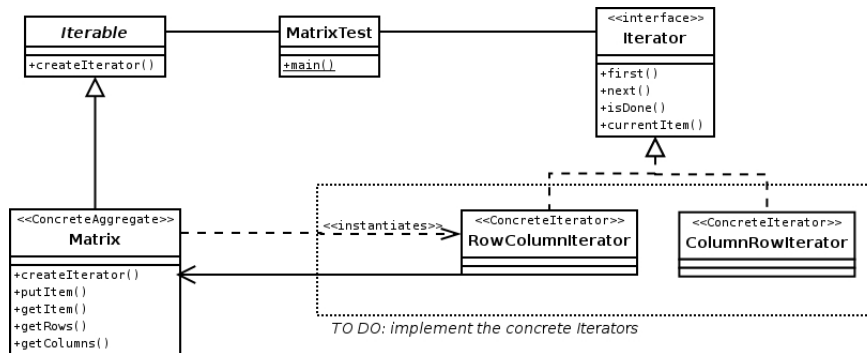 Iterable
+createIterator()
MatrixTest
+main()
<<interface>>
Iterator
+first()
+next()
+isDone()
+currentItem()
<<ConcreteAggregate>>
Matrix
+createIterator()
+putItem()
+getItem()
+getRows()
+getColumns()
<<instantiates>>
<<ConcreteIterator>>
RowColumnIterator
<<ConcreteIterator>>
ColumnRowIterator
TO DO: implement the concrete Iterators